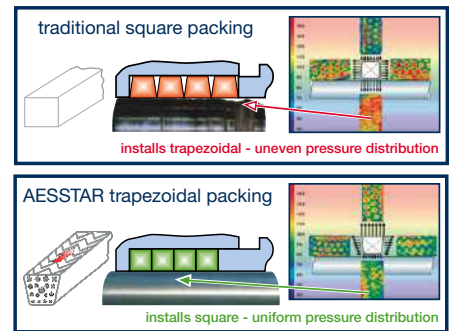 traditional square packing
installs trapezoidal - uneven pressure distribution
AESSTAR trapezoidal packing
installs square - uniform pressure distribution